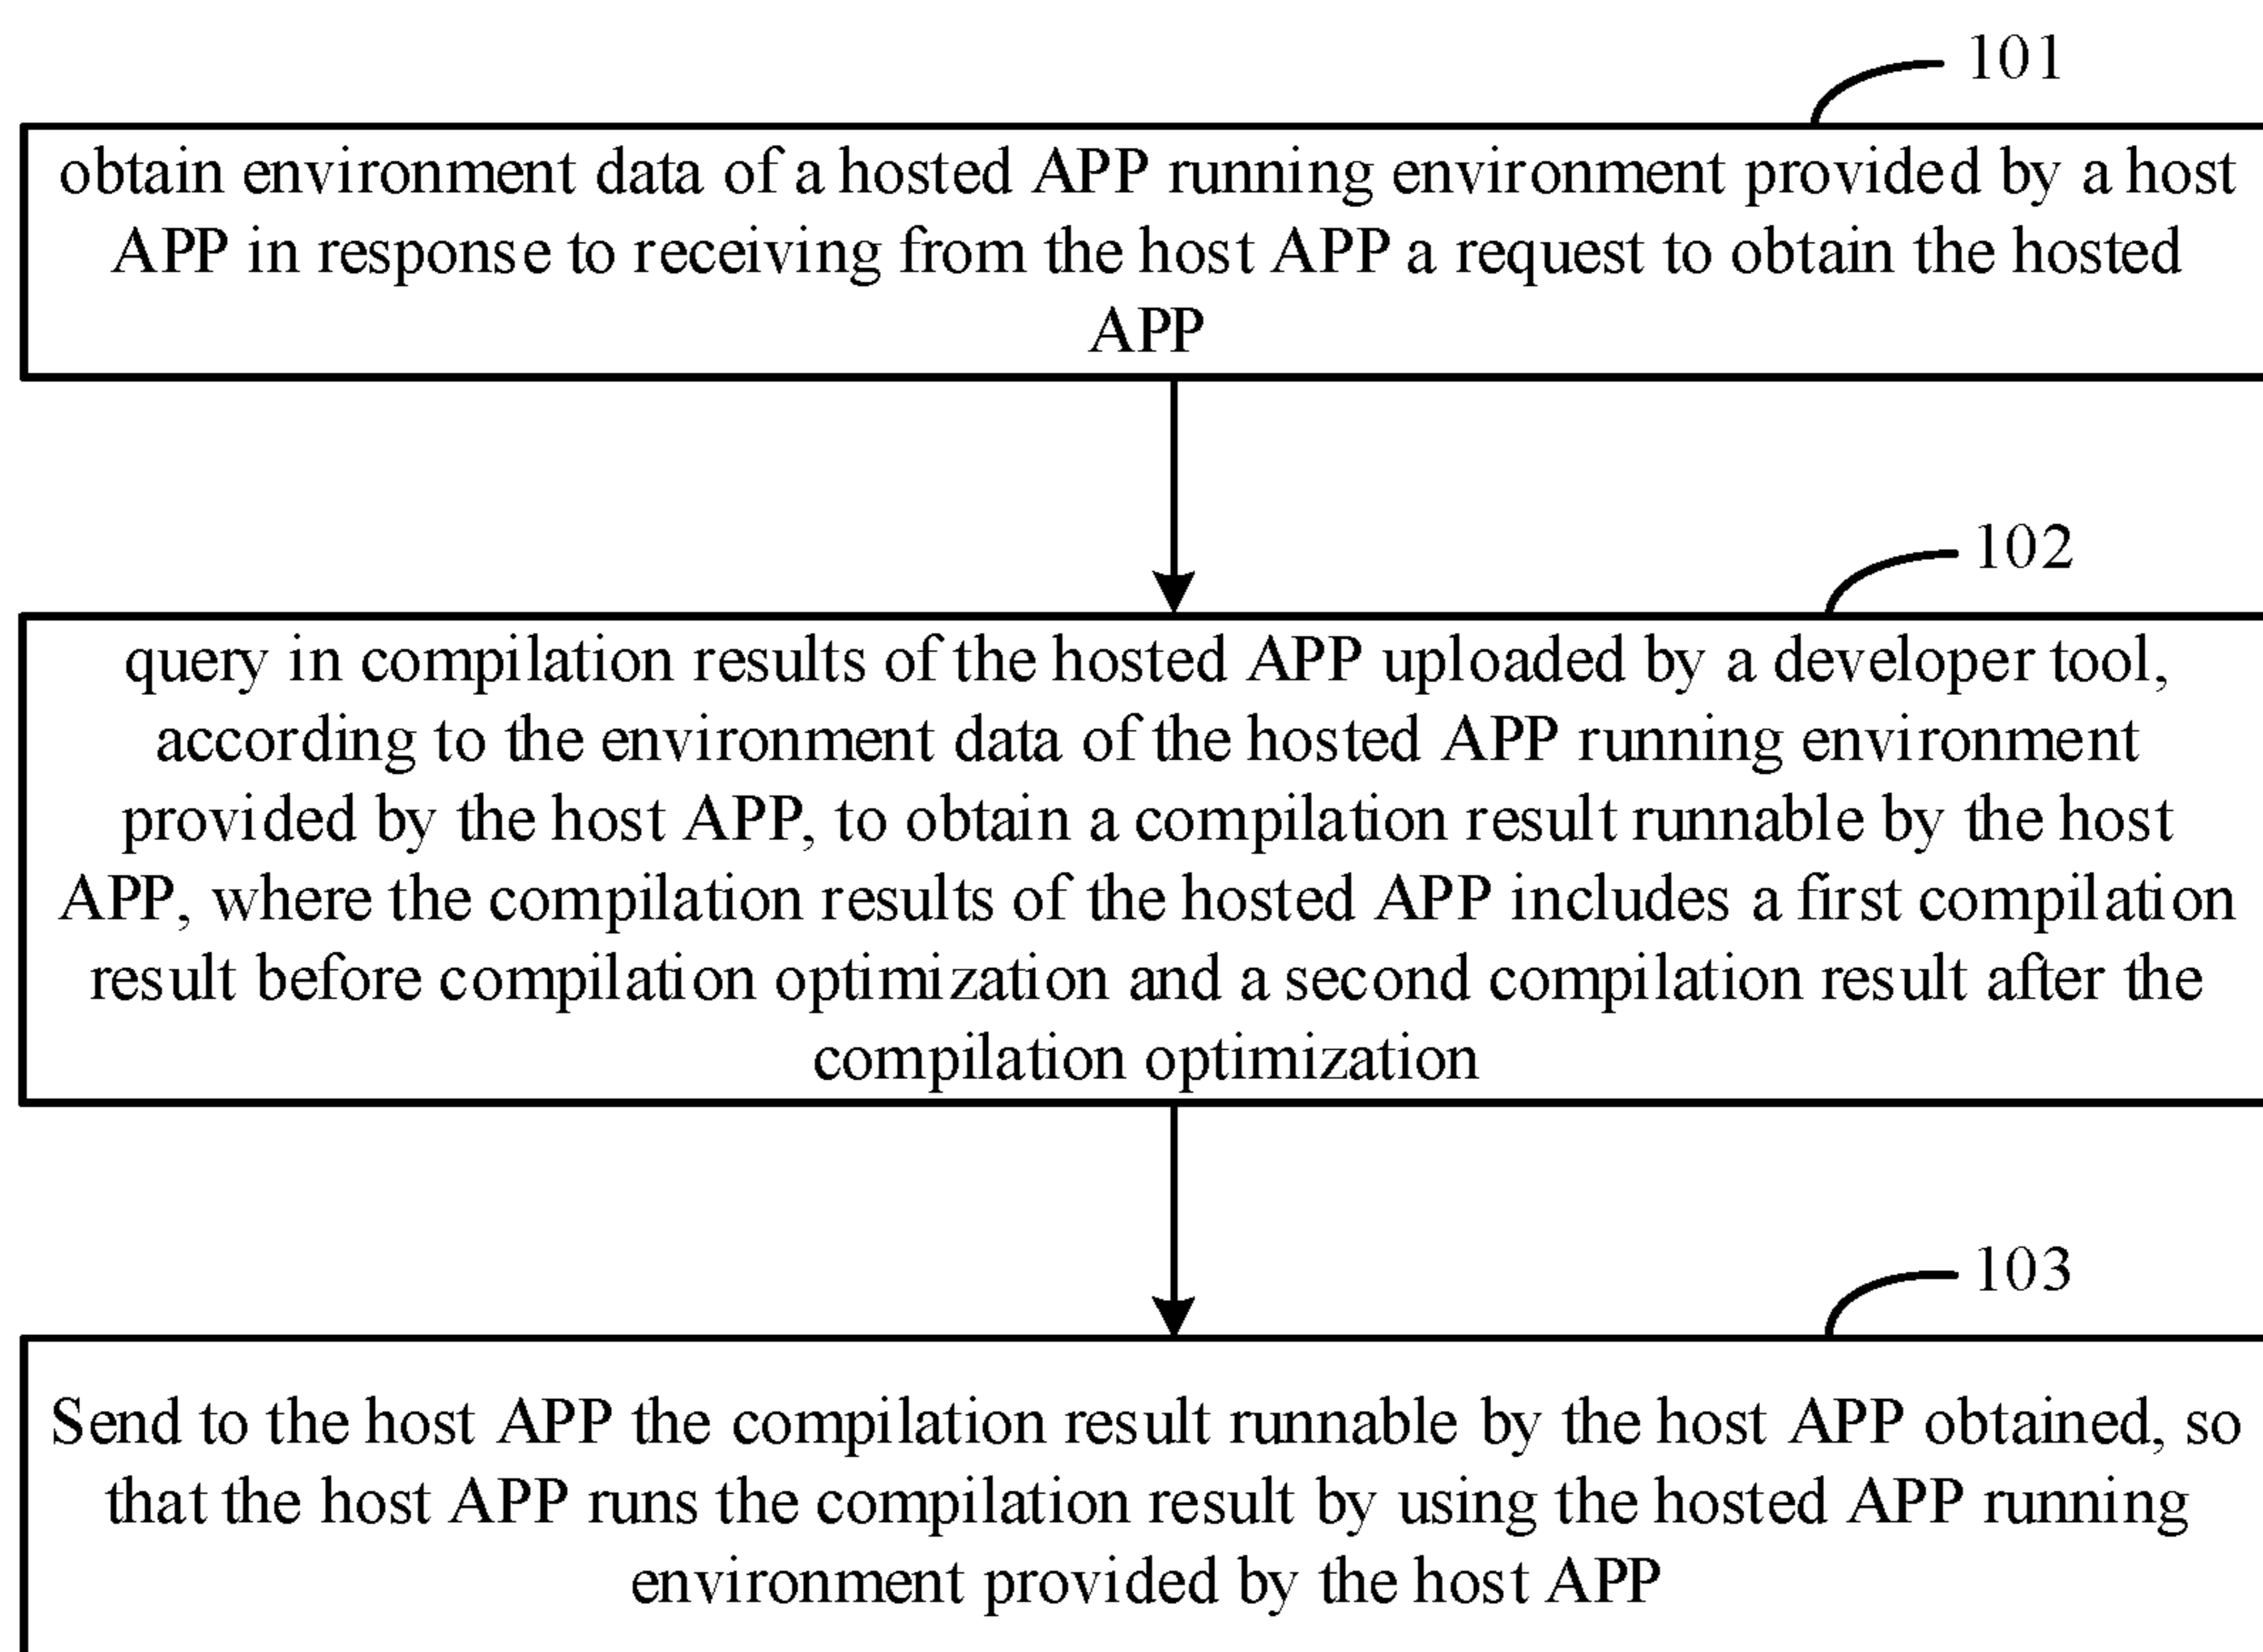 101
obtain environment data of a hosted APP running environment provided by a host
APP in response to receiving from the host APP a request to obtain the hosted
APP
102
query in compilation results of the hosted APP uploaded by a developer tool,
according to the environment data of the hosted APP running environment
provided by the host APP, to obtain a compilation result runnable by the host
APP, where the compilation results of the hosted APP includes a first compilation
result before compilation optimization and a second compilation result after the
compilation optimization
103
Send to the host APP the compilation result runnable by the host APP obtained, so
that the host APP runs the compilation result by using the hosted APP running
environment provided by the host APP